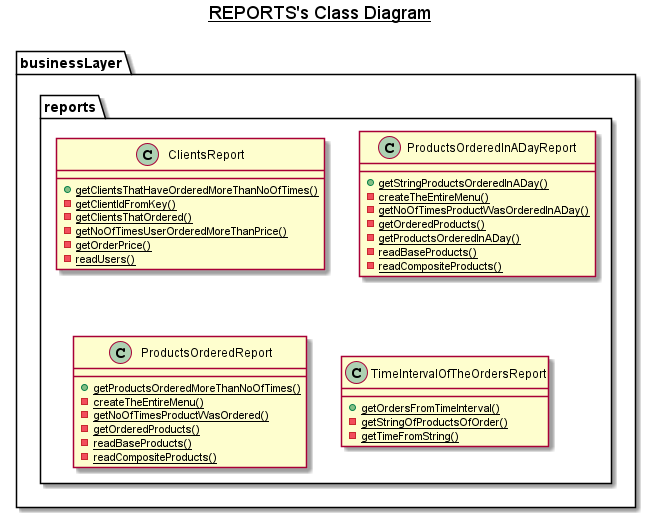 REPORTS's Class Diagram
businessLayer
reports
C ClientsReport
getClientsThatHaveOrderedMoreThanNoOfTimes()
getClientIdFromKey()
getClientsThatOrdered()
getNoOfTimesUserOrderedMoreThanPrice()
getOrderPrice()
readUsers()
C ProductsOrderedInADayReport
getStringProductsOrderedInADay()
createTheEntireMenu()
getNoOfTimesProductWasOrderedInADay()
getOrderedProducts()
getProductsOrderedInADay()
readBaseProducts()
readCompositeProducts()
C ProductsOrderedReport
getProductsOrderedMoreThanNoOfTimes()
createTheEntireMenu()
getNoOfTimesProductWasOrdered()
getOrderedProducts()
readBaseProducts()
readCompositeProducts()
C TimeIntervalOfTheOrdersReport
getOrdersFromTimeInterval()
getStringOfProductsOfOrder()
getTimeFromString()